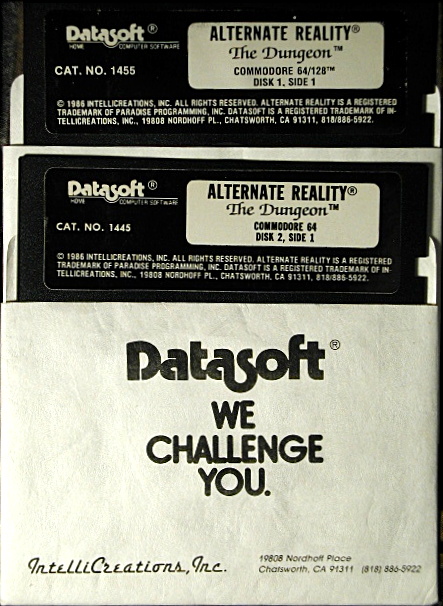 Datasoft®
HOME COMPUTER SOFTWARE
CAT. NO. 1455
ALTERNATE REALITY®
The Dungeon™
COMMODORE 64/128™
DISK 1, SIDE 1
© 1986 INTELLICREATIONS, INC. ALL RIGHTS RESERVED. ALTERNATE REALITY IS A REGISTERED
TRADEMARK OF PARADISE PROGRAMMING, INC. DATASOFT IS A REGISTERED TRADEMARK OF IN-
TELLICREATIONS, INC., 19808 NORDHOFF PL., CHATSWORTH, CA 91311, 818/886-5922.
Datasoft®
HOME COMPUTER SOFTWARE
CAT. NO. 1445
ALTERNATE REALITY®
The Dungeon™
COMMODORE 64
DISK 2, SIDE 1
© 1986 INTELLICREATIONS, INC. ALL RIGHTS RESERVED. ALTERNATE REALITY IS A REGISTERED
TRADEMARK OF PARADISE PROGRAMMING, INC. DATASOFT IS A REGISTERED TRADEMARK OF IN-
TELLICREATIONS, INC., 19808 NORDHOFF PL., CHATSWORTH, CA 91311, 818/886-5922.
Datasoft®
WE
CHALLENGE
YOU.
IntelliCreations, Inc.
19808 Nordhoff Place
Chatsworth, CA 91311 (818) 886-5922